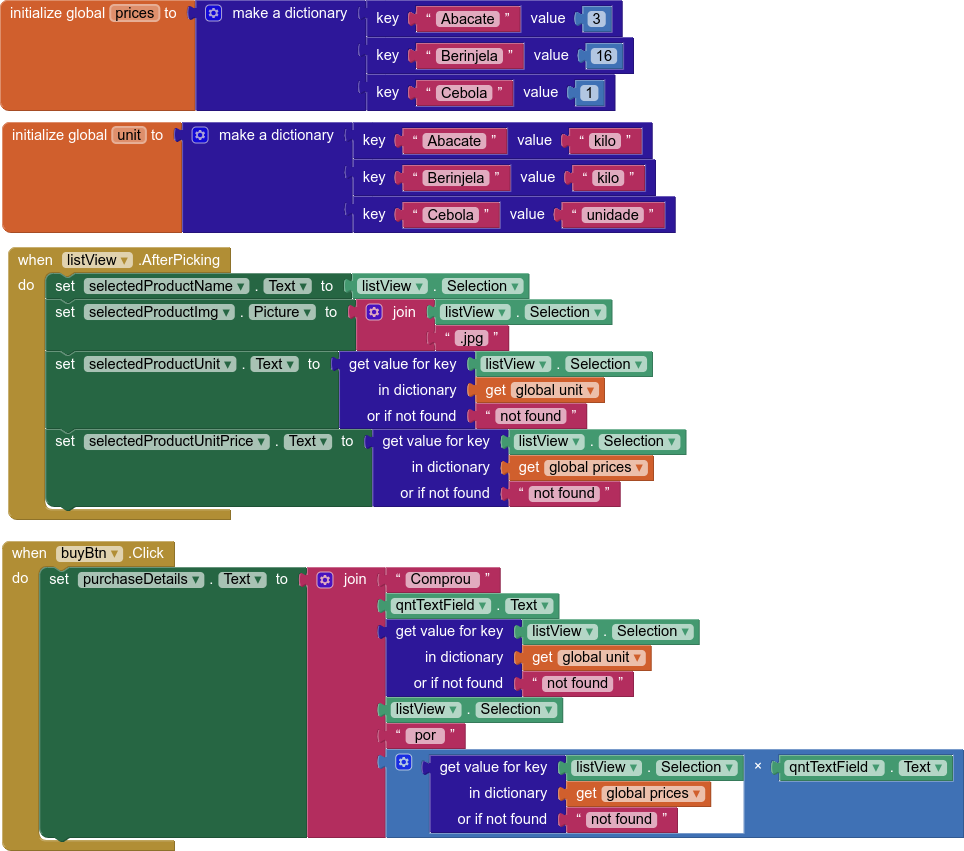 initialize global prices to make a dictionary key “ Abacate ” value 3
key “ Berinjela ” value 16
key “ Cebola ” value 1
initialize global unit to make a dictionary key “ Abacate ” value “ kilo ”
key “ Berinjela ” value “ kilo ”
key “ Cebola ” value “ unidade ”
when listView .AfterPicking
do set selectedProductName . Text to listView . Selection
set selectedProductImg . Picture to join listView . Selection
“ .jpg ”
set selectedProductUnit . Text to get value for key listView . Selection
in dictionary get global unit
or if not found “ not found ”
set selectedProductUnitPrice . Text to get value for key listView . Selection
in dictionary get global prices
or if not found “ not found ”
when buyBtn .Click
do set purchaseDetails . Text to join “ Comprou ”
qntTextField . Text
get value for key listView . Selection
in dictionary get global unit
or if not found “ not found ”
listView . Selection
“ por ”
get value for key listView . Selection × qntTextField . Text
in dictionary get global prices
or if not found “ not found ”